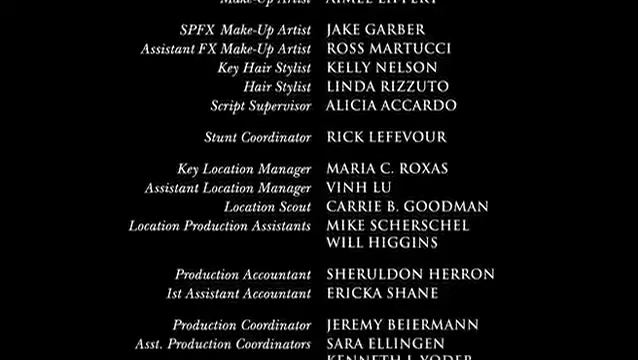 Make-Up Artist AIMEE LIPPERT
SPFX Make-Up Artist JAKE GARBER
Assistant FX Make-Up Artist ROSS MARTUCCI
Key Hair Stylist KELLY NELSON
Hair Stylist LINDA RIZZUTO
Script Supervisor ALICIA ACCARDO
Stunt Coordinator RICK LEFEVOUR
Key Location Manager MARIA C. ROXAS
Assistant Location Manager VINH LU
Location Scout CARRIE B. GOODMAN
Location Production Assistants MIKE SCHERSCHEL
WILL HIGGINS
Production Accountant SHERULDON HERRON
1st Assistant Accountant ERICKA SHANE
Production Coordinator JEREMY BEIERMANN
Asst. Production Coordinators SARA ELLINGEN
KENNETH J. YODER